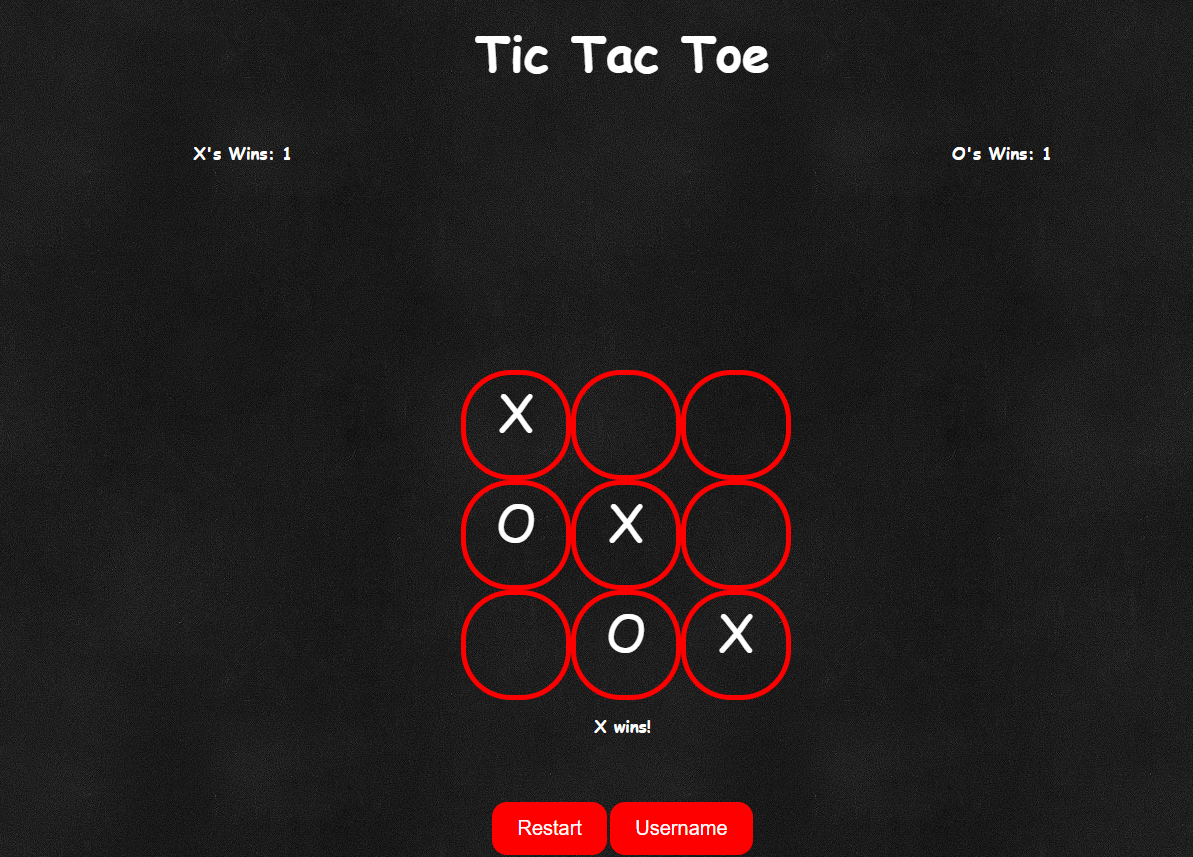 Tic Tac Toe
X's Wins: 1 O's Wins: 1
X
O X
O X
X wins!
Restart Username